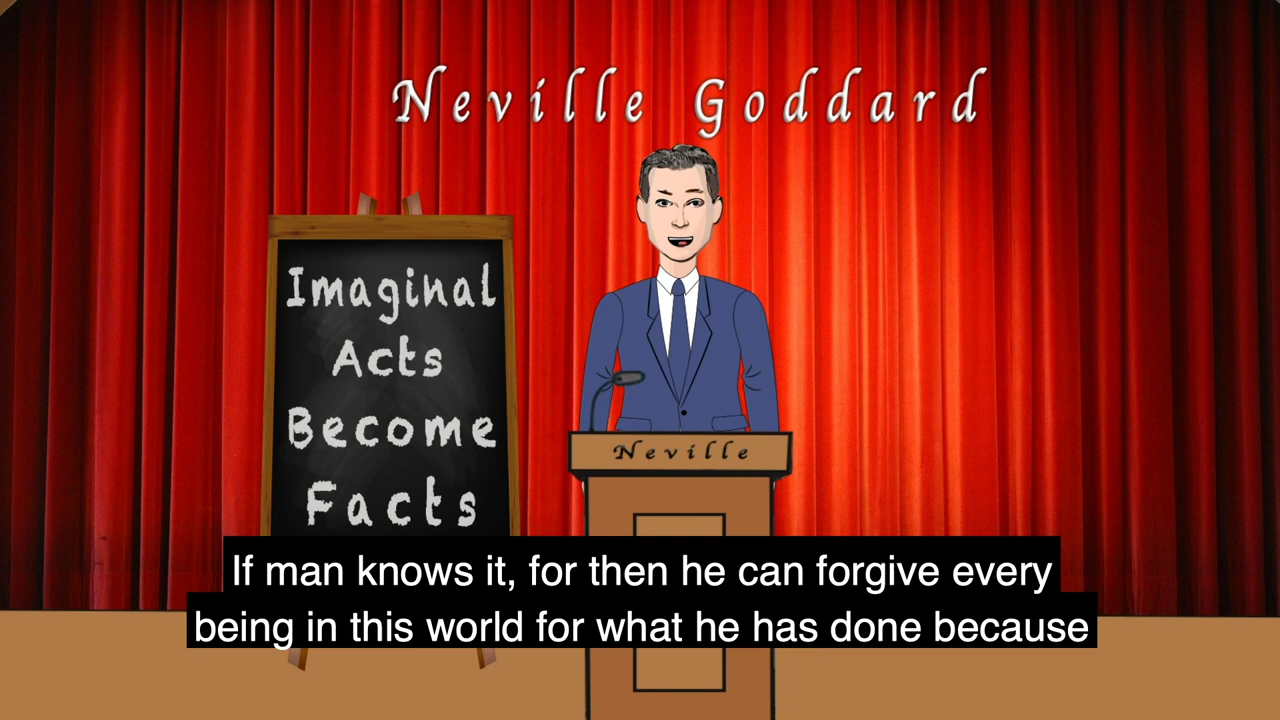 Neville Goddard
Imaginal
Acts
Become
Facts
Neville
If man knows it, for then he can forgive every
being in this world for what he has done because